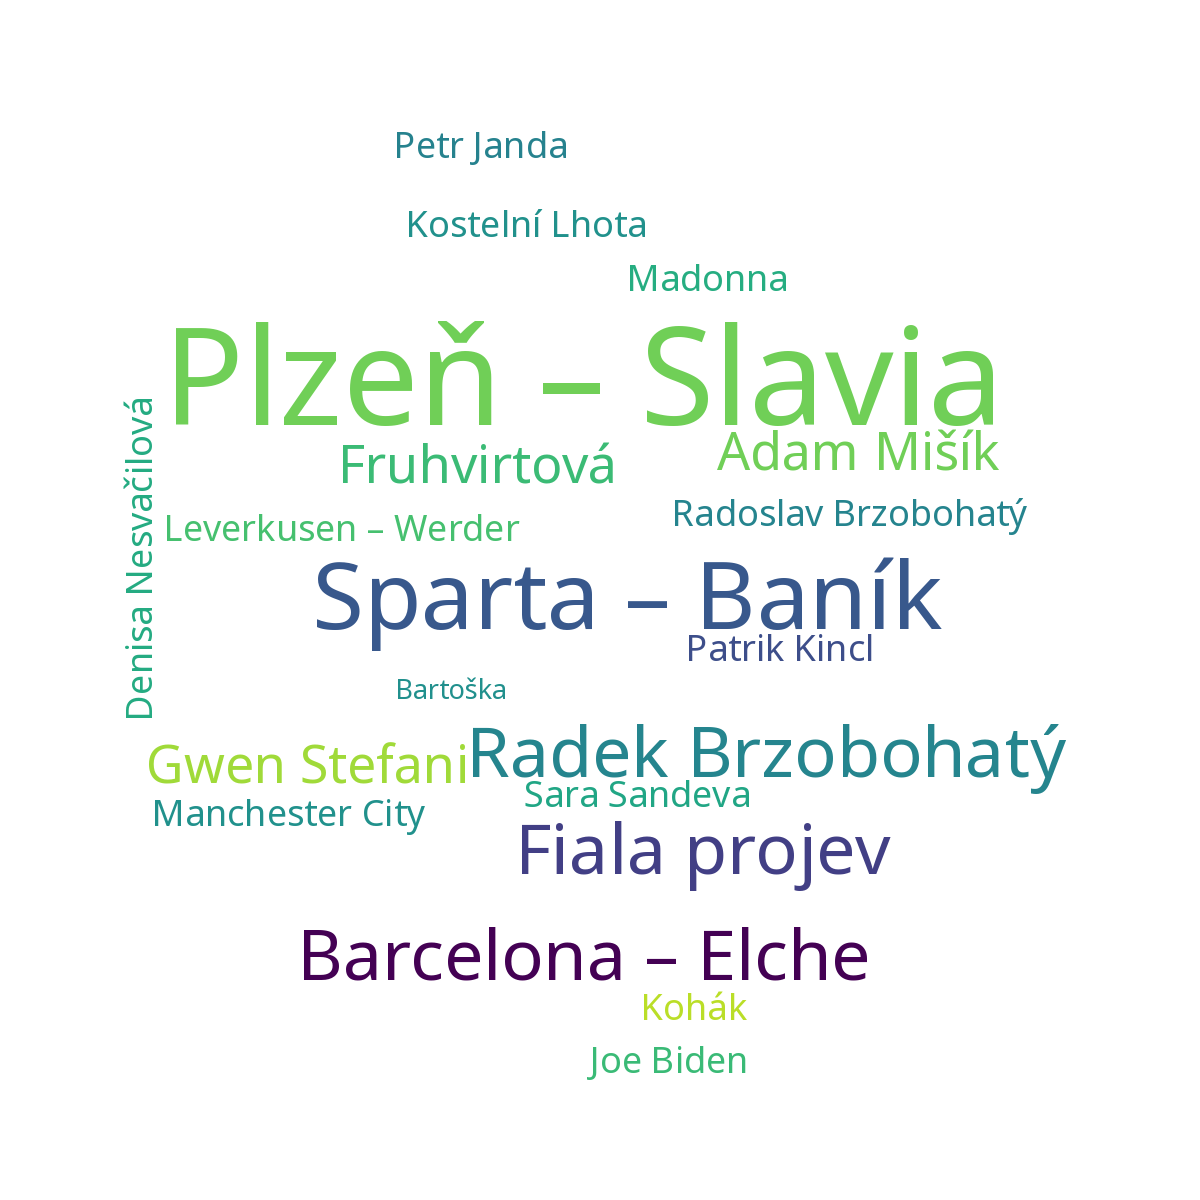 Petr Janda
Kostelní Lhota
Madonna
Plzeň – Slavia
Adam Mišík
Fruhvirtová
Radoslav Brzobohatý
Leverkusen – Werder
Denisa Nesvačilová
Sparta – Baník
Patrik Kincl
Bartoška
Radek Brzobohatý
Gwen Stefani
Sara Sandeva
Manchester City
Fiala projev
Barcelona – Elche
Kohák
Joe Biden